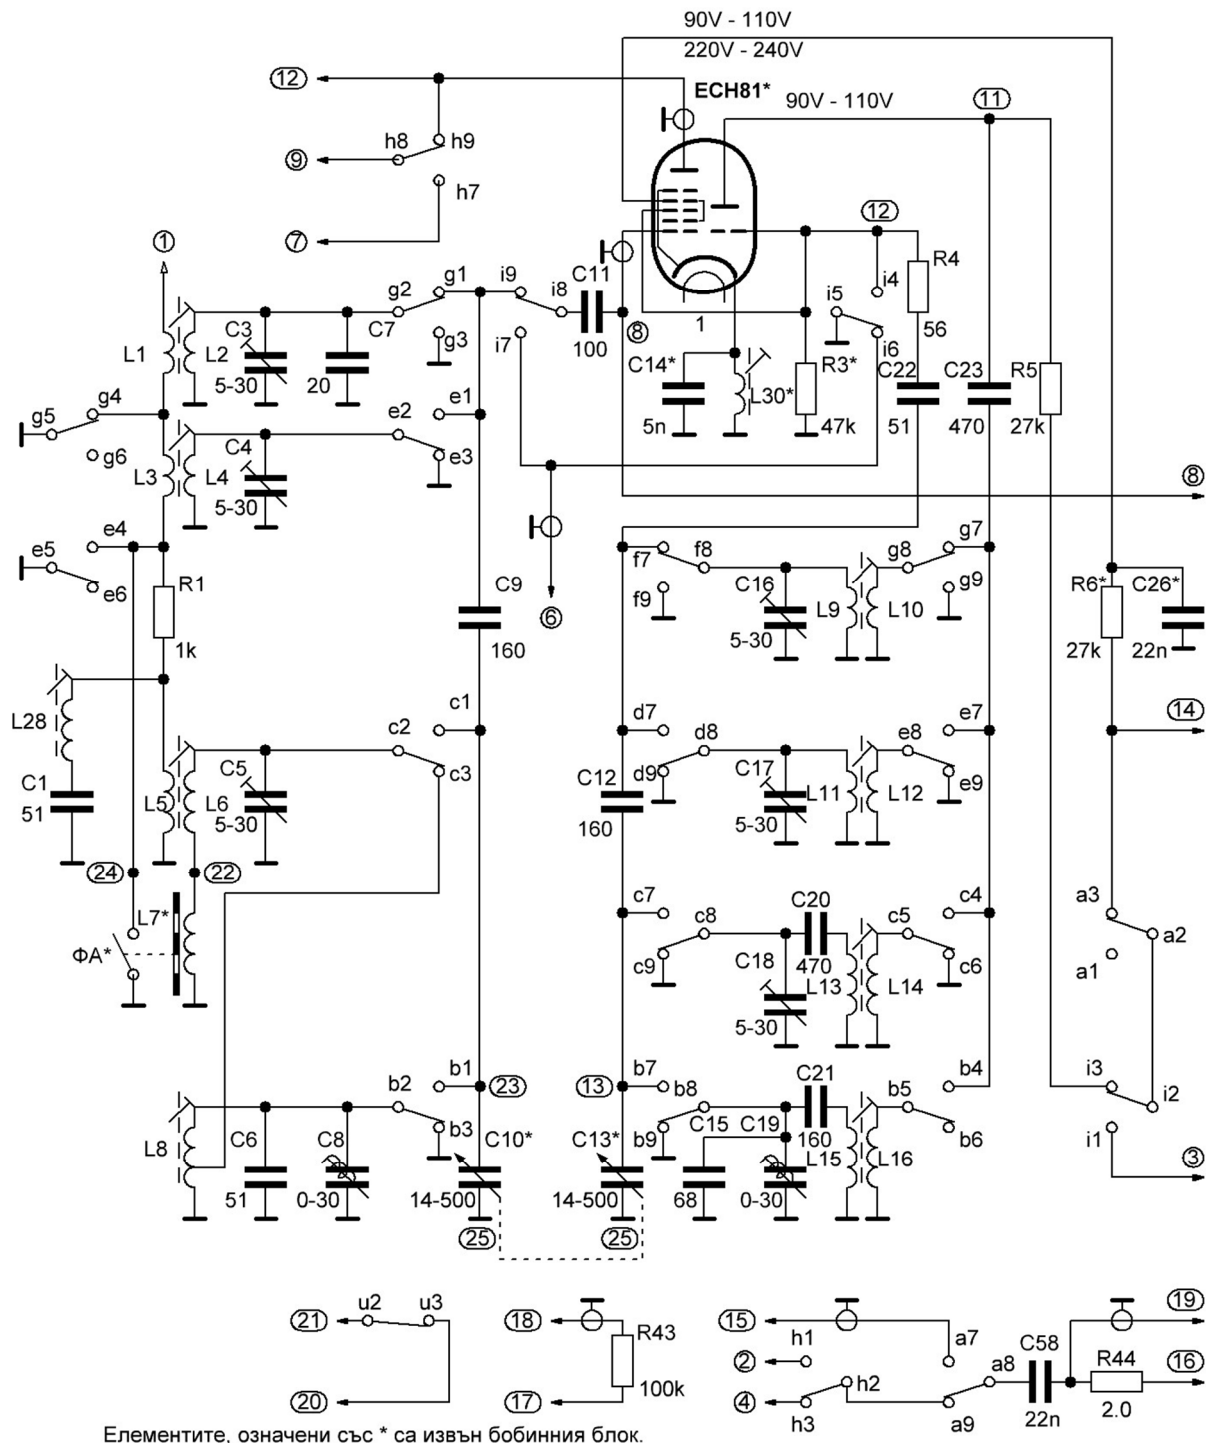 90V - 110V
220V - 240V
ECH81*
90V - 110V
11
12
h8
h9
9
h7
7
12
1
g2
g1
i9
i8
C11
100
8
1
i5
i4
i6
R4
56
L1
L2
C3
5-30
C7
20
g3
i7
C14*
5n
L30*
R3*
47k
C22
51
C23
470
R5
27k
g5
g4
g6
L3
L4
C4
5-30
e2
e1
e3
8
e5
e4
e6
R1
1k
C9
160
6
f7
f8
f9
C16
5-30
L9
L10
g8
g7
g9
R6*
27k
C26*
22n
L28
C1
51
L5
L6
C5
5-30
c2
c1
c3
d7
d8
d9
C12
160
C17
5-30
L11
L12
e8
e7
e9
14
24
22
L7*
ФА*
c7
c8
c9
C20
470
C18
5-30
L13
L14
c5
c4
c6
a3
a2
a1
L8
C6
51
C8
0-30
b2
b1
b3
23
C10*
14-500
25
13
b7
b8
b9
C13*
14-500
25
C15
68
C19
0-30
C21
160
L15
L16
b5
b4
b6
i3
i2
i1
3
21
u2
u3
20
18
R43
100k
17
15
h1
2
h2
4
h3
a7
a8
a9
C58
22n
R44
2.0
19
16
Елементите, означени със * са извън бобинния блок.